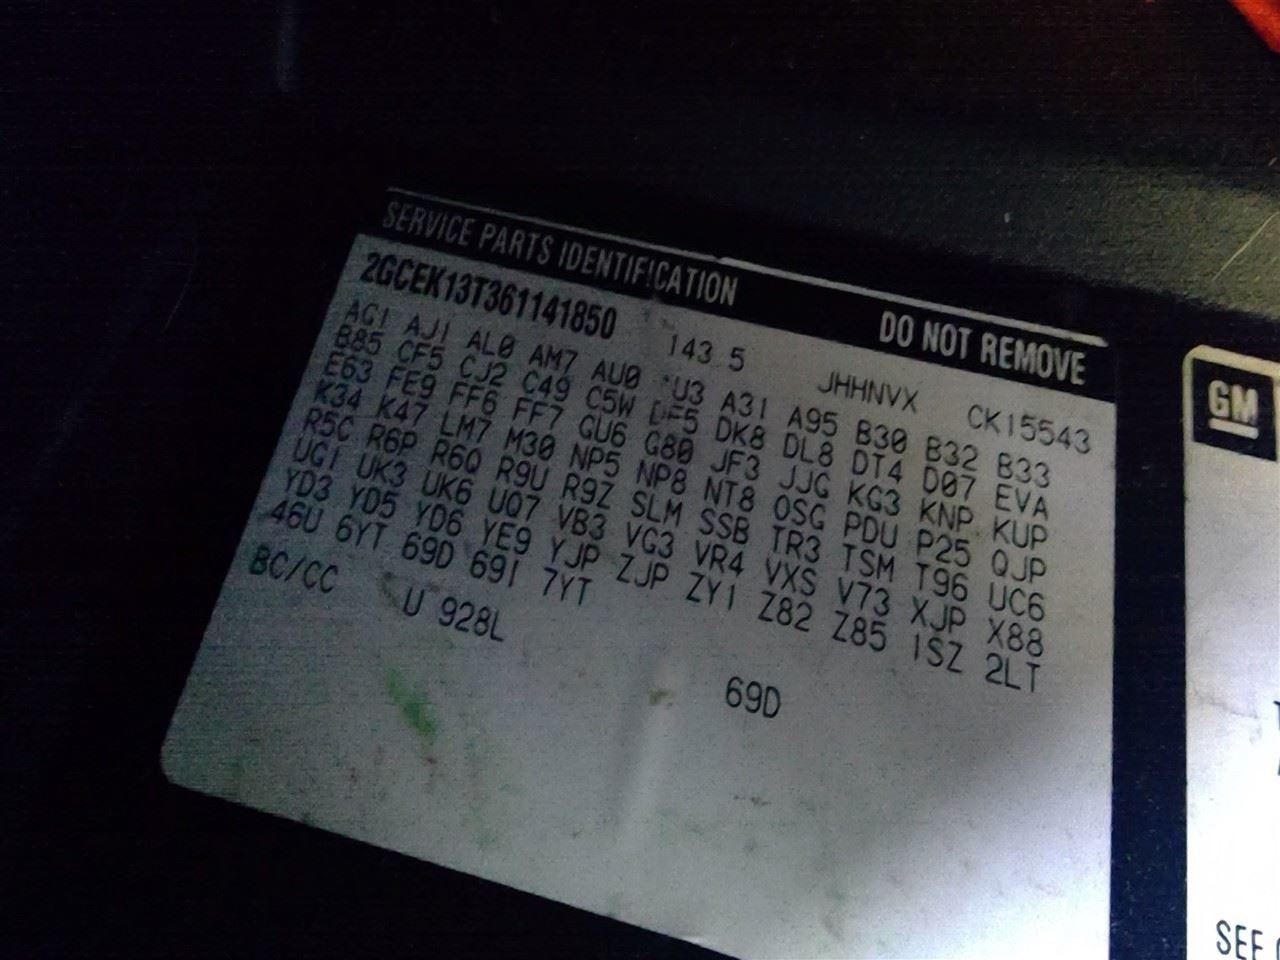 SERVICE PARTS IDENTIFICATION DO NOT REMOVE
2GCEK13T361141850 143.5 JHHNVX CK15543
AG1 AJ1 AL0 AM7 AU0 A31 A95 B30 B32 B33
B85 CF5 CJ2 C49 C5W DF5 DK8 DL8 DT4 D07 EVA
E63 FE9 FF6 FF7 GU6 G80 JF3 JJG KG3 KNP KUP
K34 K47 LM7 M30 NP5 NP8 NT8 OSG PDU P25 QJP
R5C R6P R6Q R9U R9Z SLM SSB TR3 TSM T96 UC6
UG1 UK3 UK6 UQ7 VB3 VG3 VR4 VXS V73 XJP X88
YD3 YD5 YD6 YE9 YJP ZJP ZY1 Z82 Z85 1SZ 2LT
46U 6YT 69D 69I 7YT
BC/CC U 928L 69D
GM
SEE